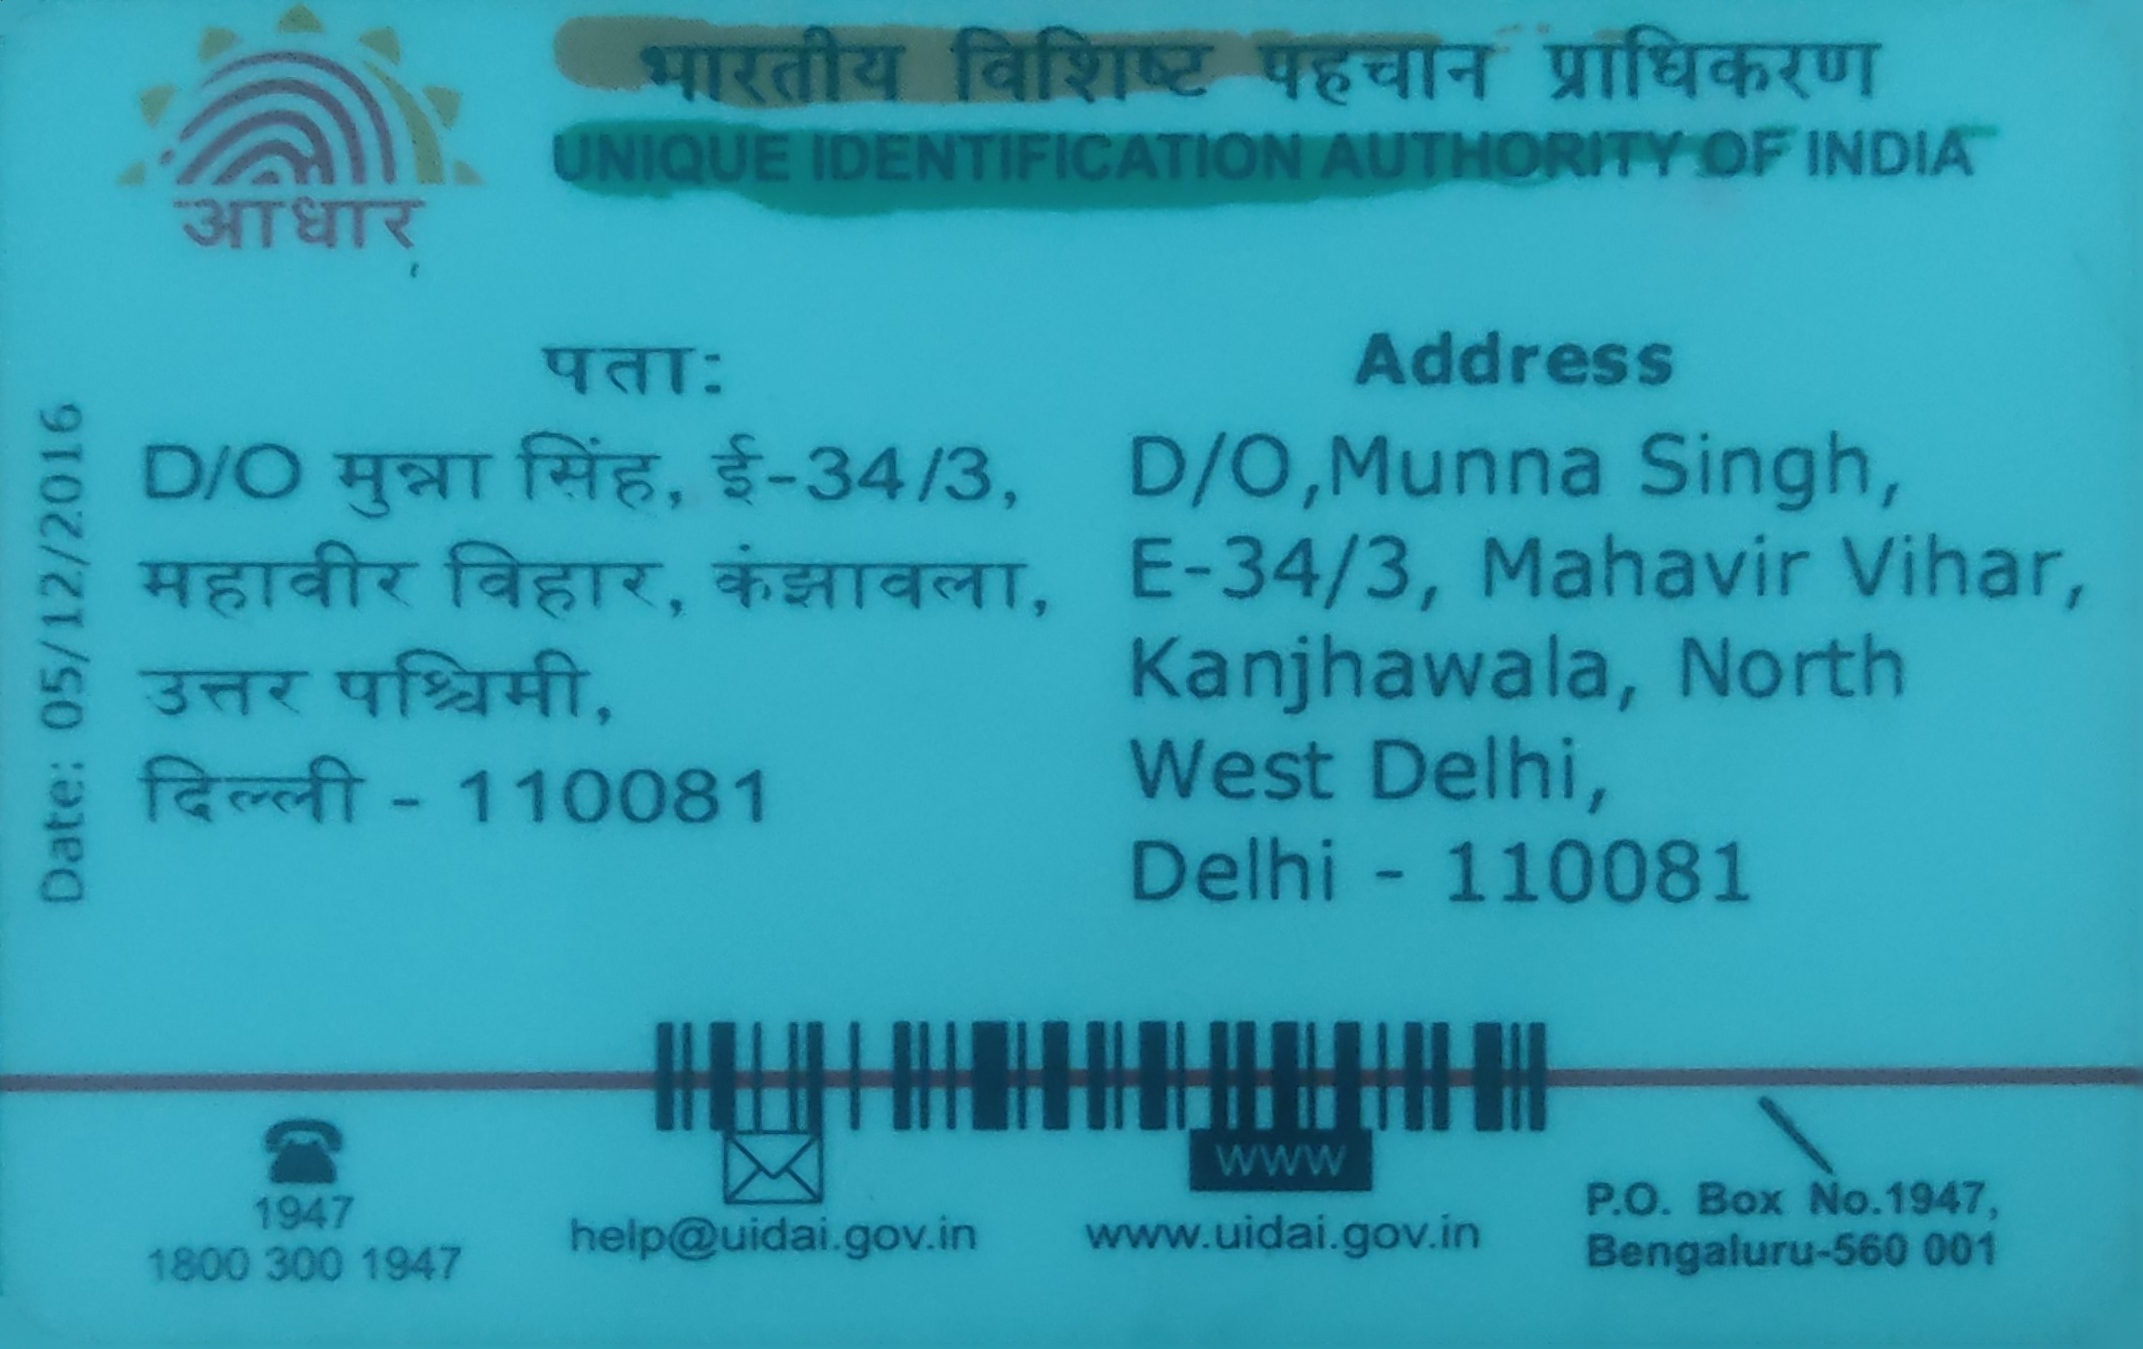 भारतीय विशिष्ट पहचान प्राधिकरण
UNIQUE IDENTIFICATION AUTHORITY OF INDIA
आधार
Date: 05/12/2016
पता:
D/O मुन्ना सिंह, ई-34/3,
महावीर विहार, कंझावला,
उत्तर पश्चिमी,
दिल्ली - 110081
Address
D/O,Munna Singh,
E-34/3, Mahavir Vihar,
Kanjhawala, North
West Delhi,
Delhi - 110081
1947
1800 300 1947
help@uidai.gov.in
www
www.uidai.gov.in
P.O. Box No.1947,
Bengaluru-560 001